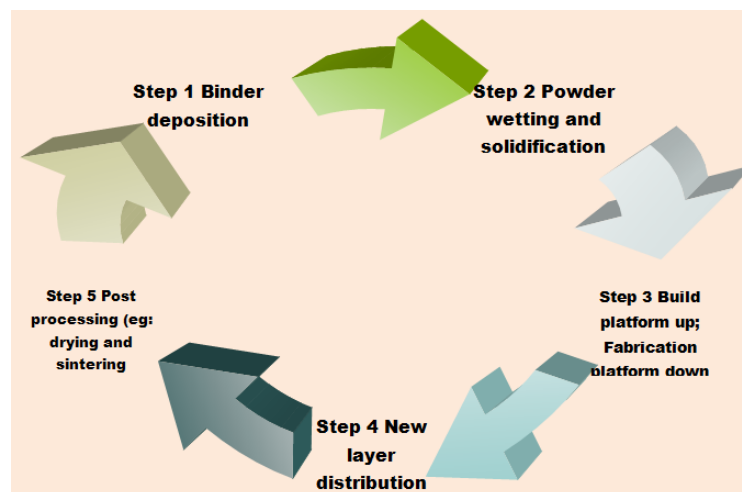 Step 1 Binder
deposition
Step 2 Powder
wetting and
solidification
Step 3 Build
platform up;
Fabrication
platform down
Step 4 New
layer
distribution
Step 5 Post
processing (eg:
drying and
sintering